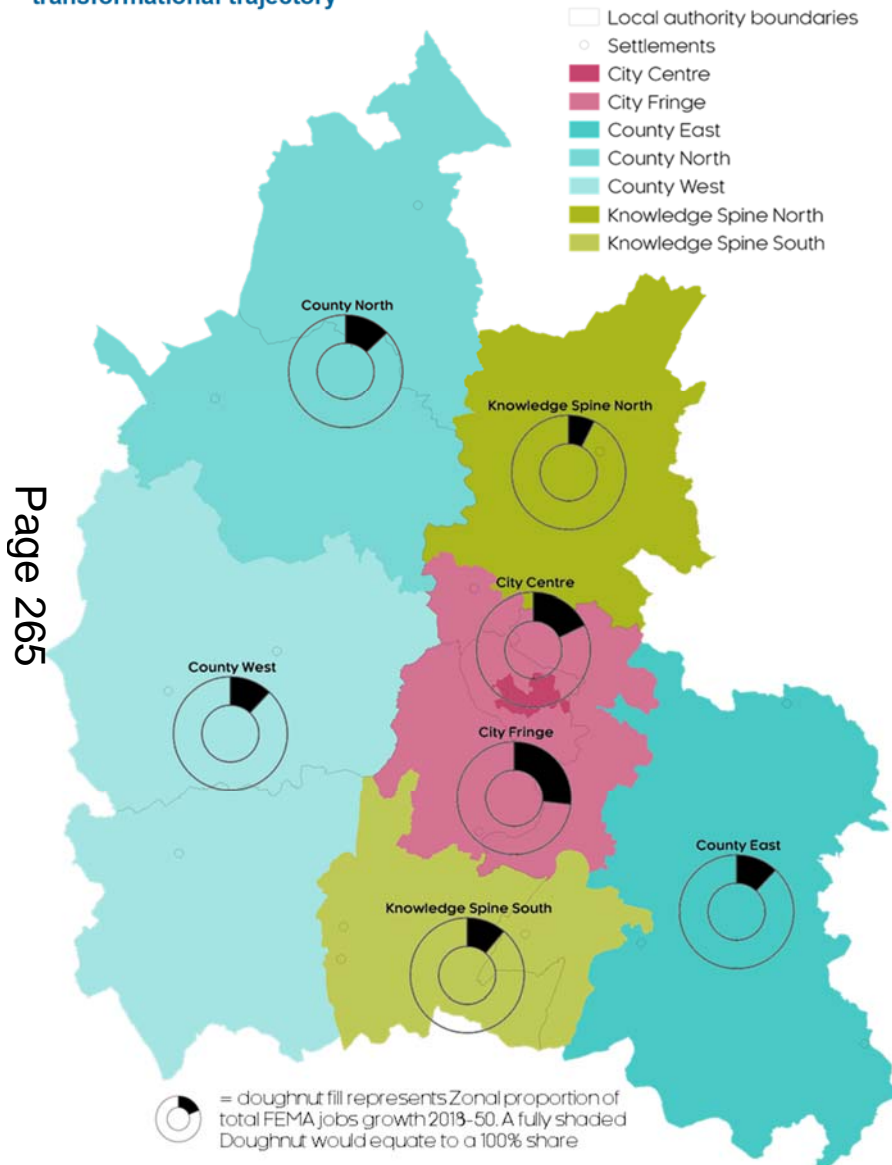 transformational trajectory
Local authority boundaries
Settlements
City Centre
City Fringe
County East
County North
County West
Knowledge Spine North
Knowledge Spine South
County North
Knowledge Spine North
Page 265
City Centre
County West
City Fringe
County East
Knowledge Spine South
= doughnut fill represents Zonal proportion of
total FEMA jobs growth 2018-50. A fully shaded
Doughnut would equate to a 100% share